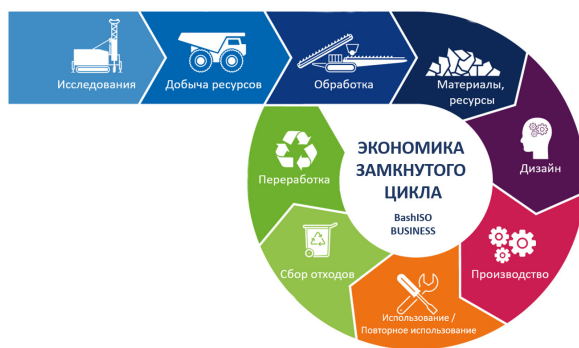 Исследования
Добыча ресурсов
Обработка
Материалы,
ресурсы
Дизайн
Производство
Использование /
Повторное использование
Сбор отходов
Переработка
ЭКОНОМИКА
ЗАМКНУТОГО
ЦИКЛА
BashISO
BUSINESS